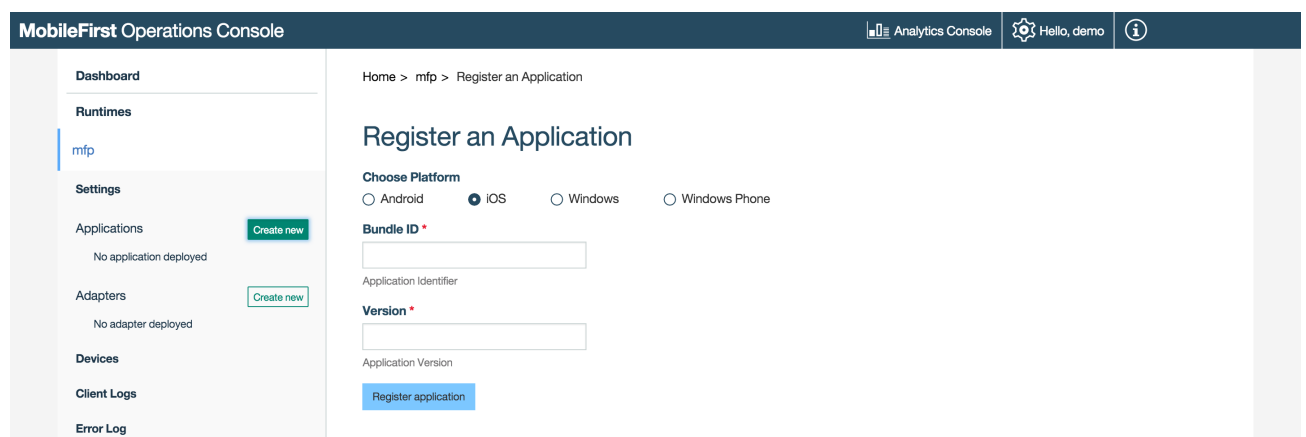 MobileFirst Operations Console
Analytics Console
Hello, demo
Dashboard
Runtimes
mfp
Settings
Applications
Create new
No application deployed
Adapters
Create new
No adapter deployed
Devices
Client Logs
Error Log
Home > mfp > Register an Application
Register an Application
Choose Platform
Android iOS Windows Windows Phone
Bundle ID *
Application Identifier
Version *
Application Version
Register application